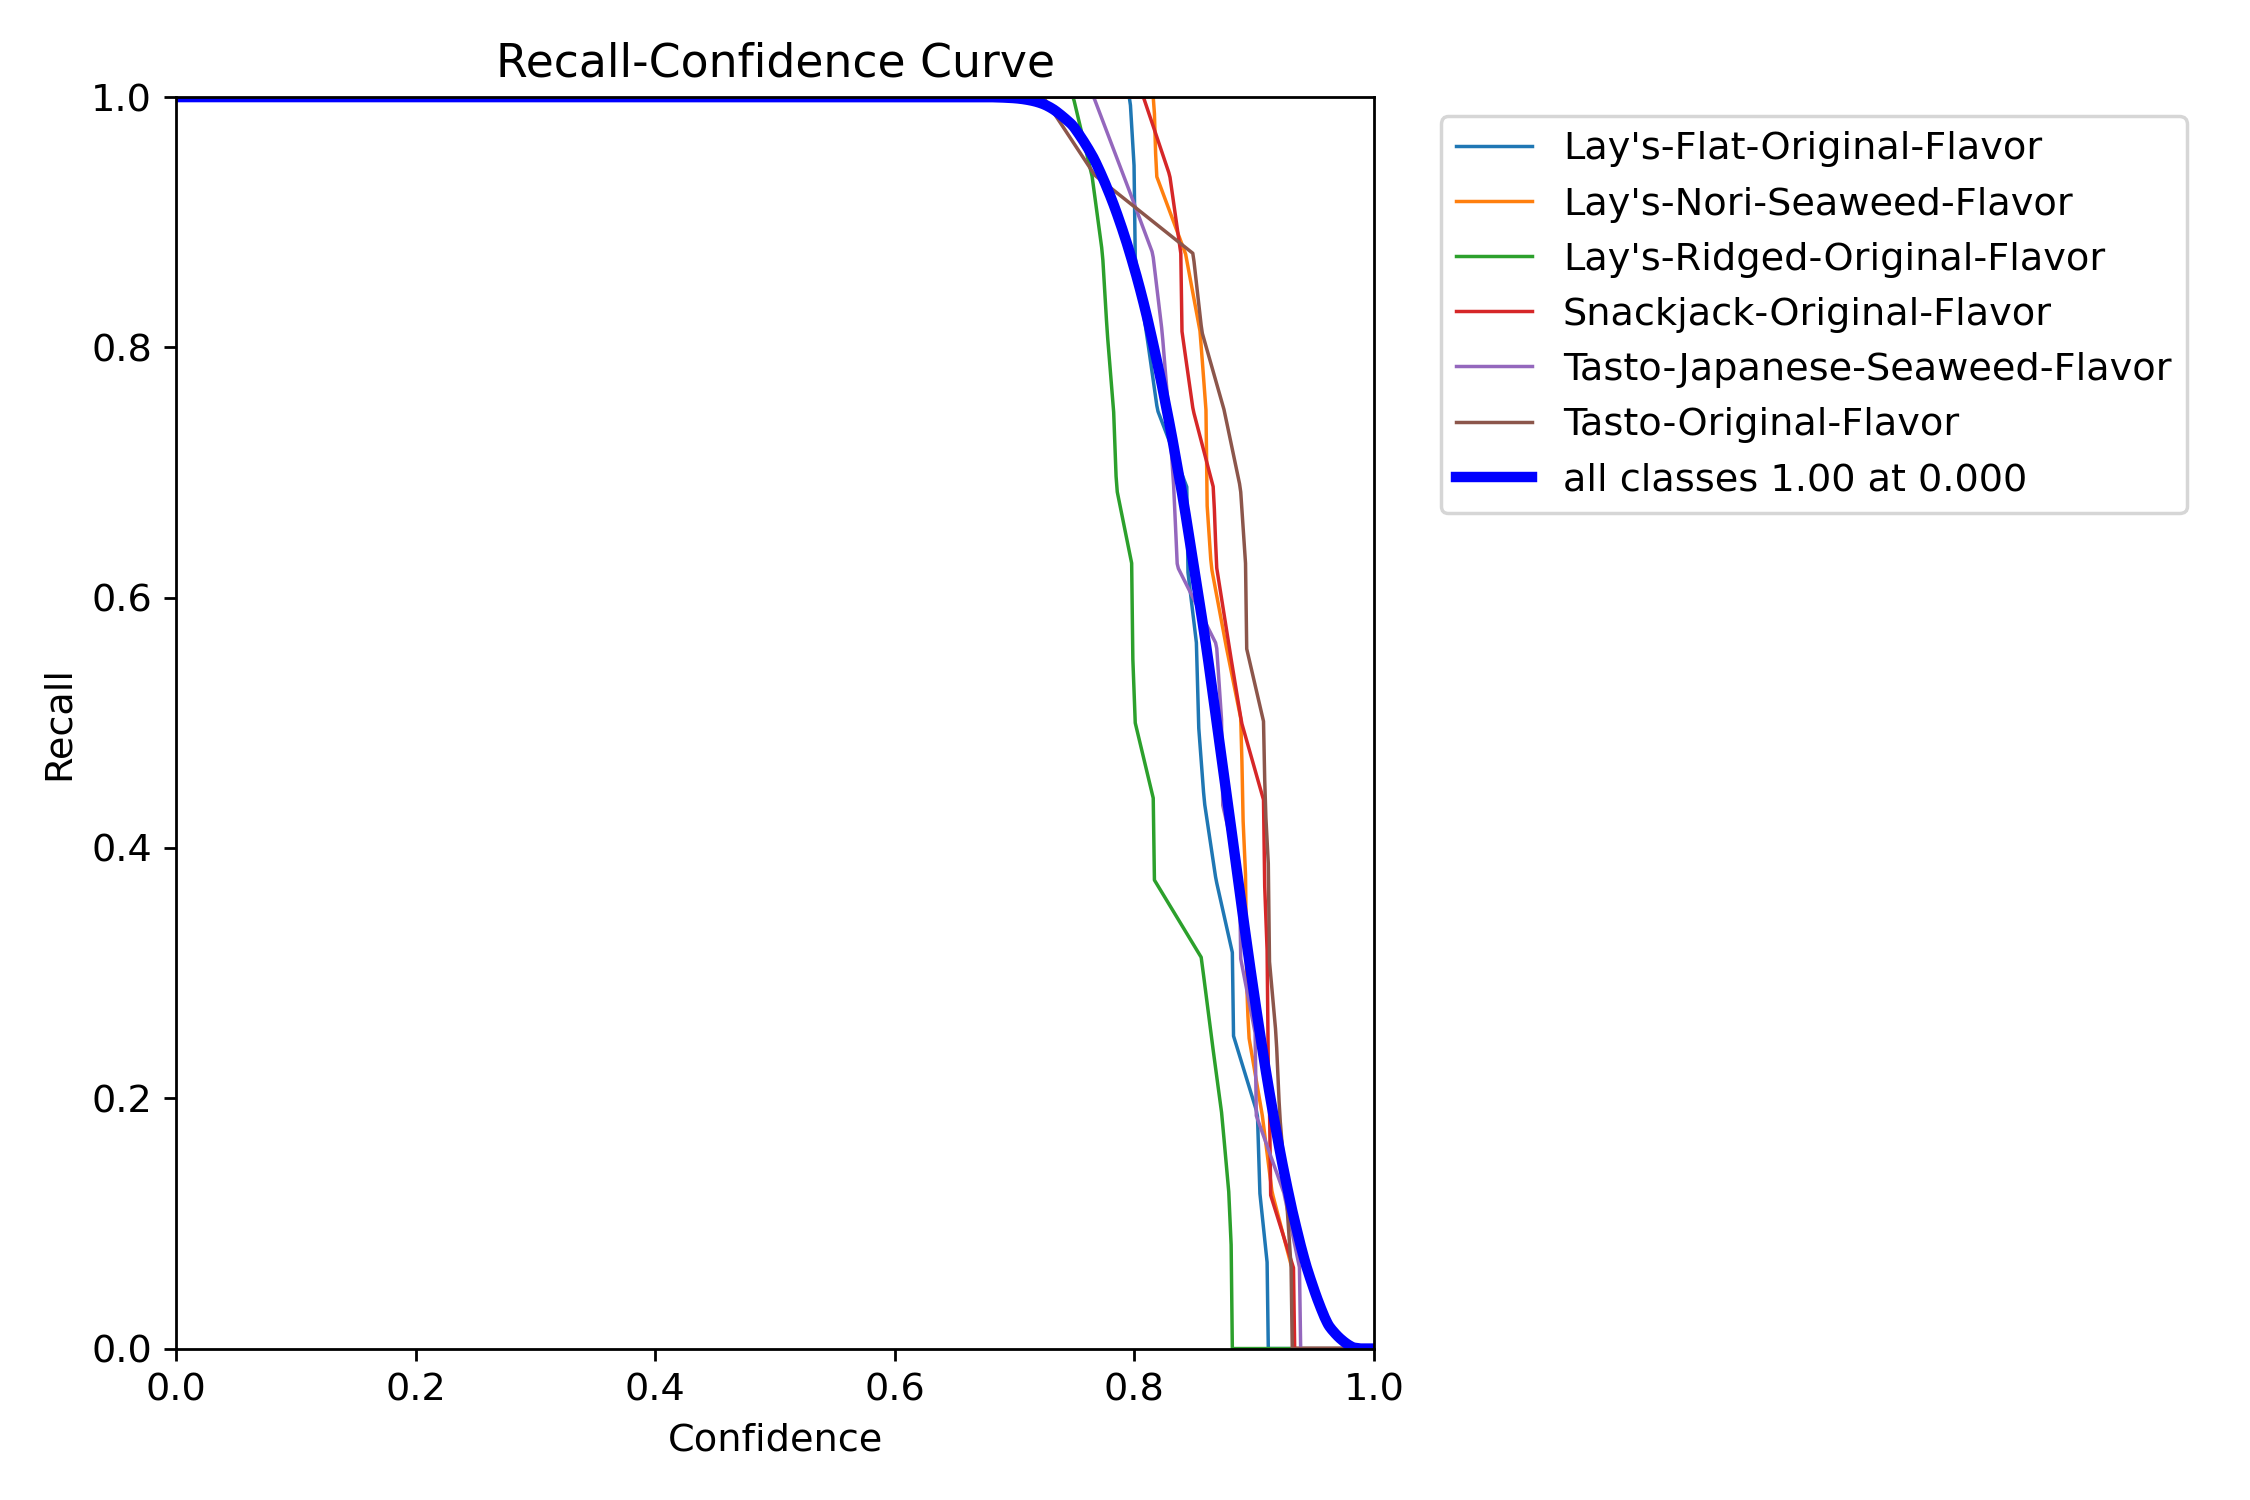 Recall-Confidence Curve
1.0
0.8
0.6
0.4
0.2
0.0
Recall
0.0 0.2 0.4 0.6 0.8 1.0
Confidence
Lay's-Flat-Original-Flavor
Lay's-Nori-Seaweed-Flavor
Lay's-Ridged-Original-Flavor
Snackjack-Original-Flavor
Tasto-Japanese-Seaweed-Flavor
Tasto-Original-Flavor
all classes 1.00 at 0.000